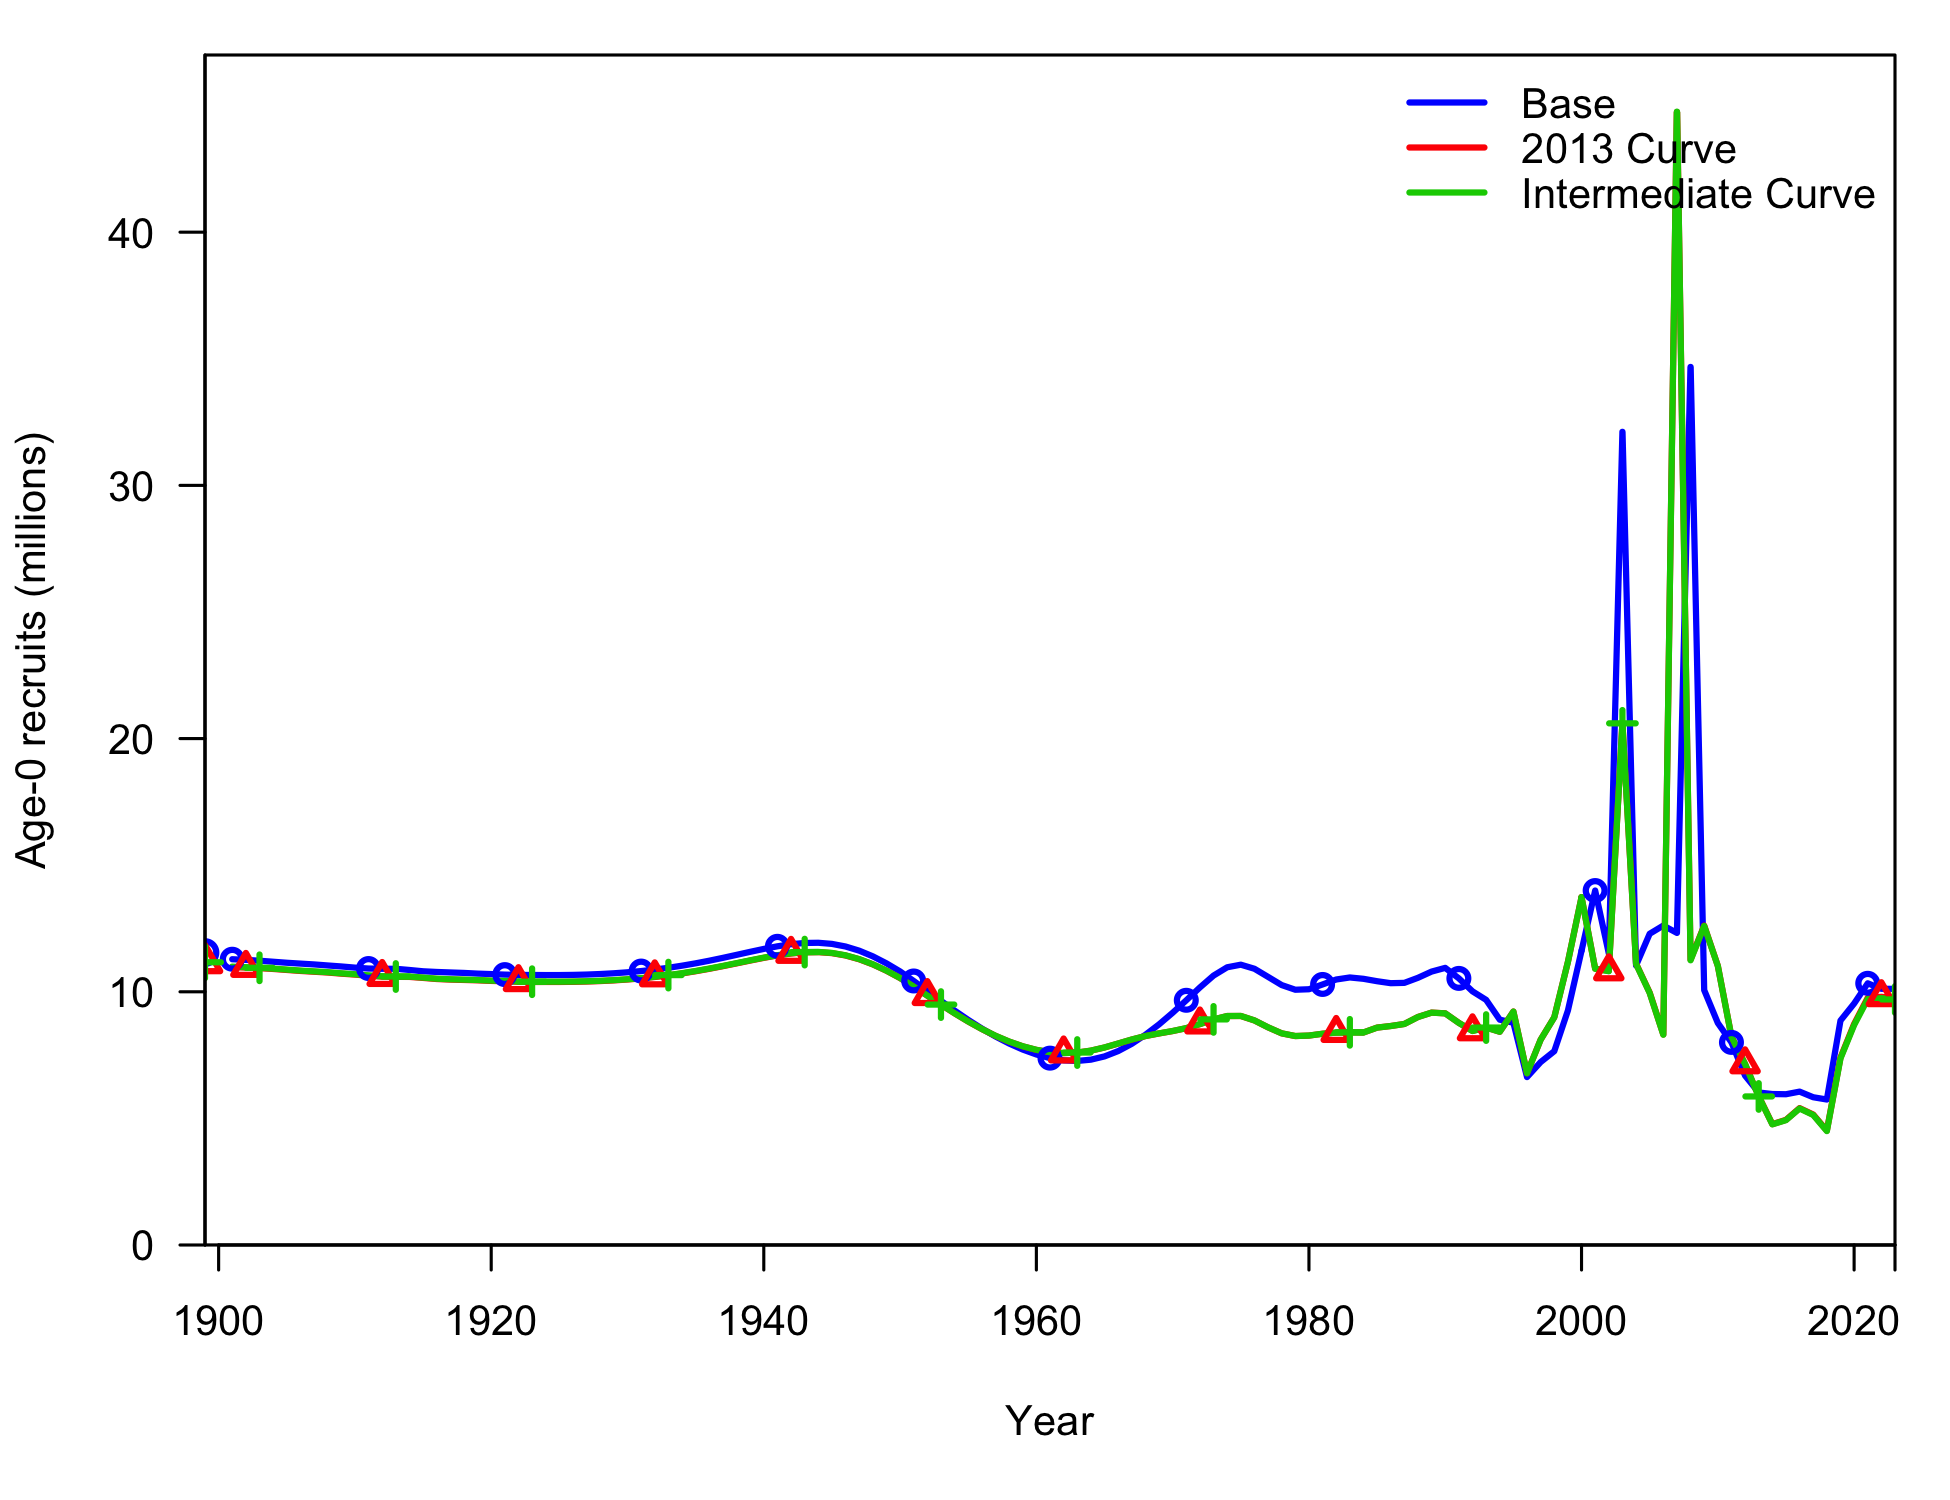 Base
2013 Curve
Intermediate Curve
Age-0 recruits (millions)
40
30
20
10
0
1900 1920 1940 1960 1980 2000 2020
Year